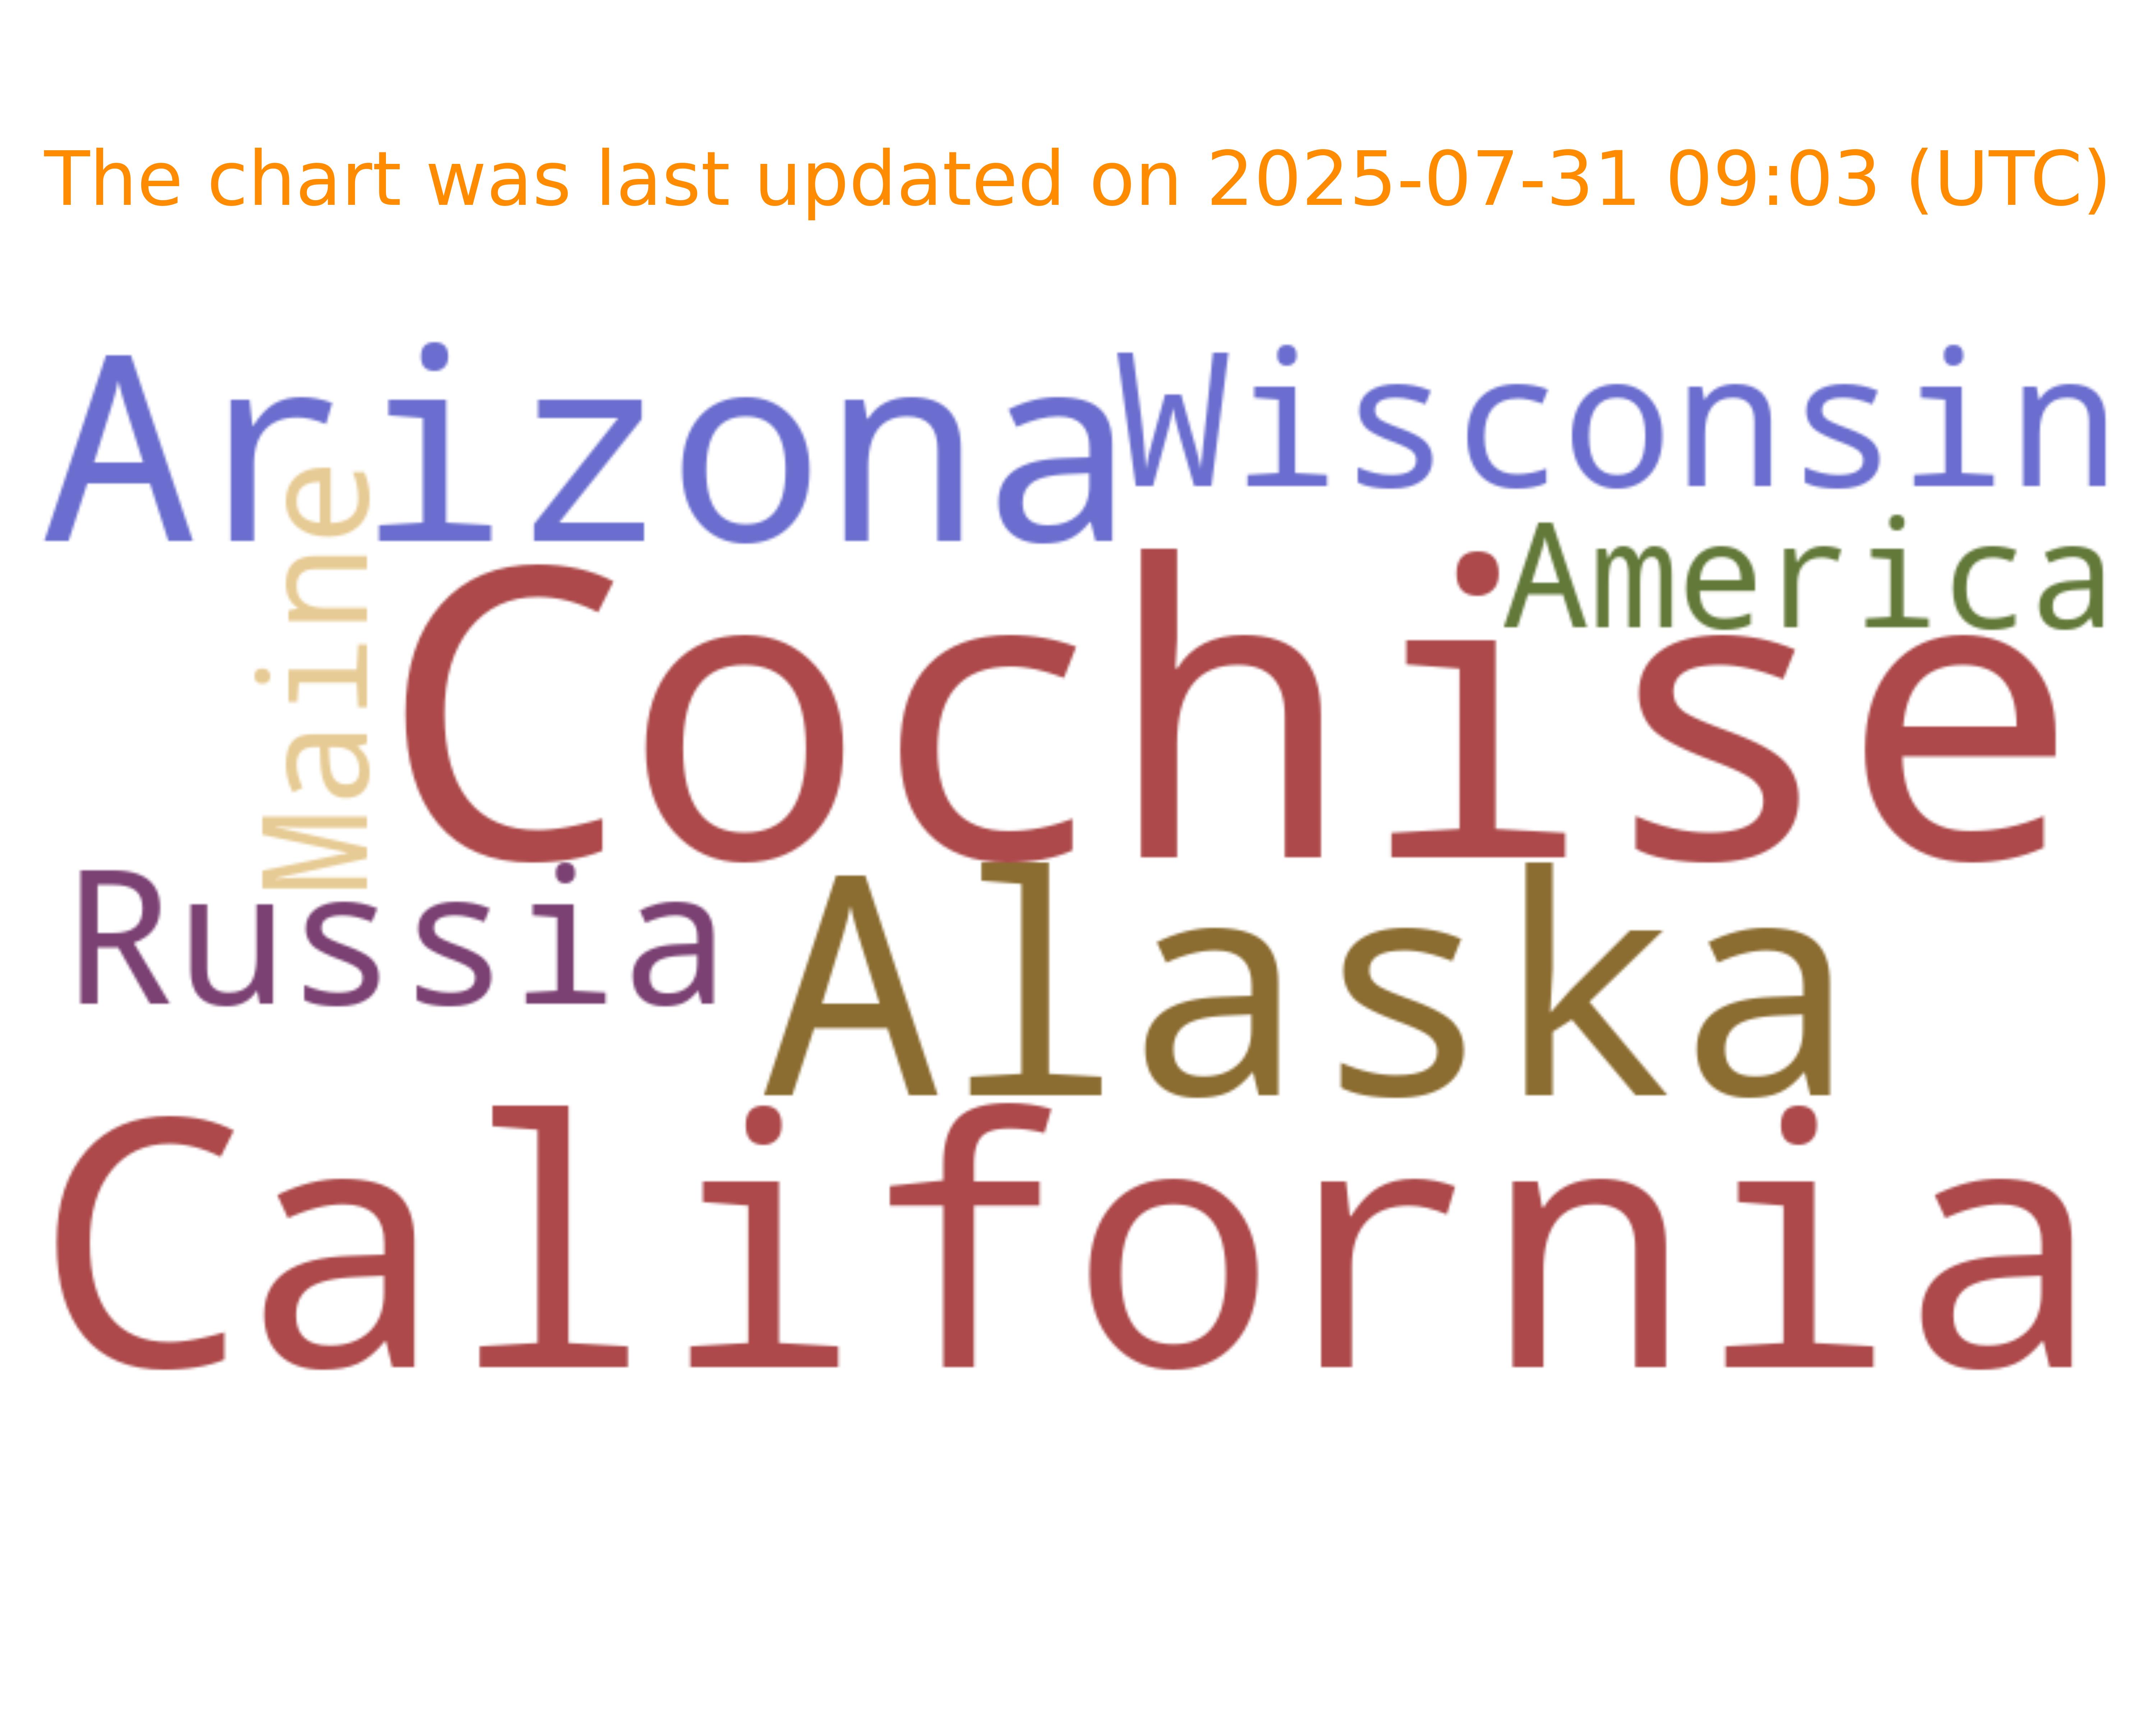 The chart was last updated on 2025-07-31 09:03 (UTC)
Arizona
Wisconsin
America
Maine
Cochise
Russia
Alaska
California